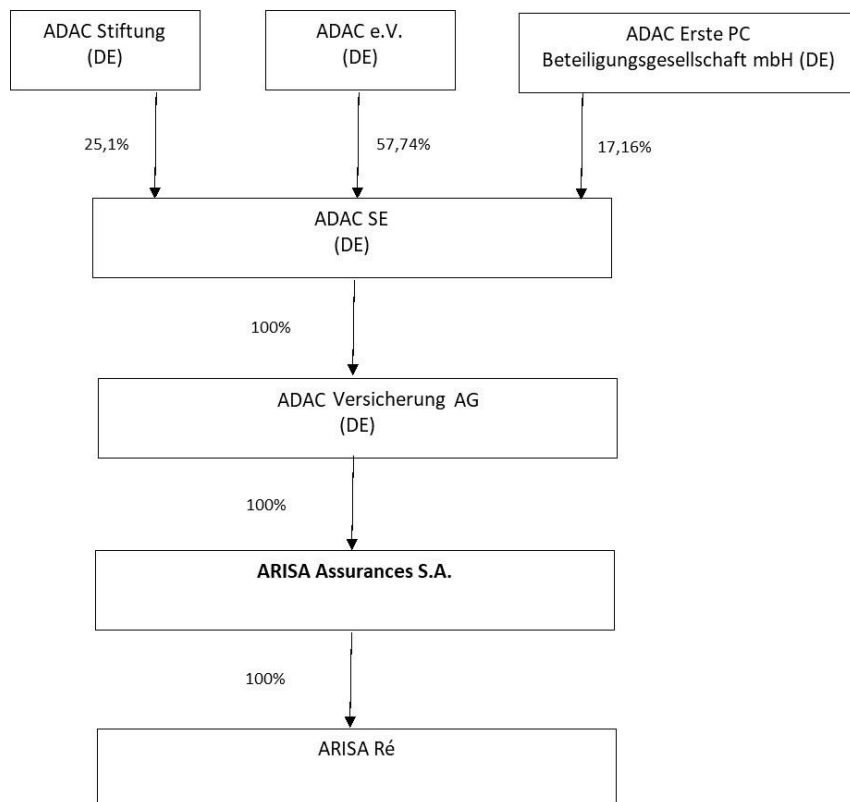 ADAC Stiftung
(DE)
ADAC e.V.
(DE)
ADAC Erste PC
Beteiligungsgesellschaft mbH (DE)
25,1%
57,74%
17,16%
ADAC SE
(DE)
100%
ADAC Versicherung AG
(DE)
100%
ARISA Assurances S.A.
100%
ARISA Ré